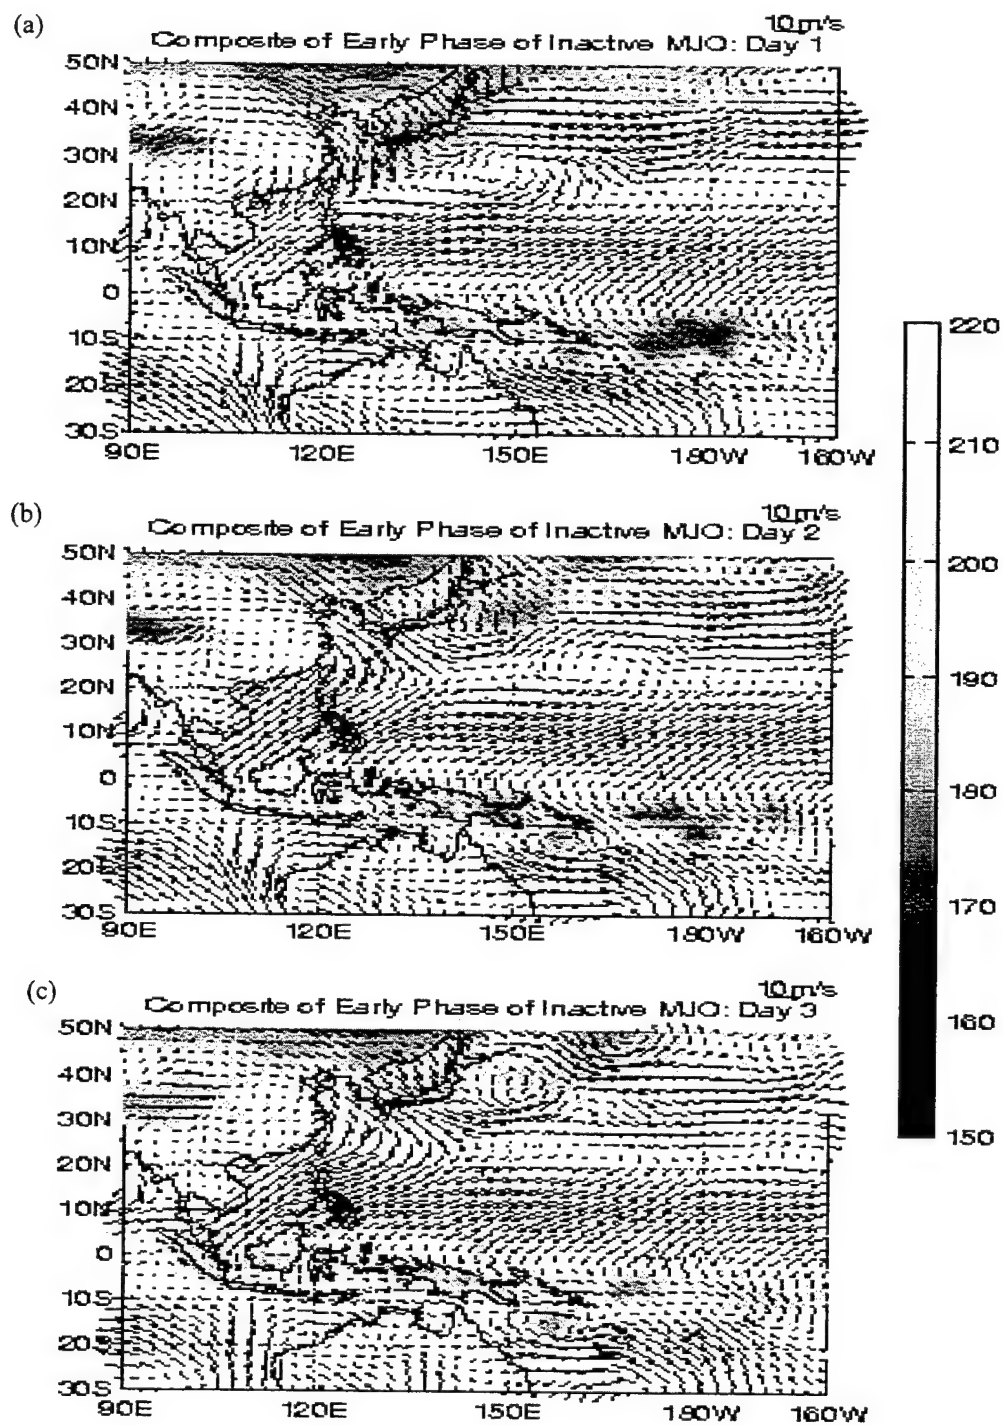 (a)
10 m/s
Composite of Early Phase of Inactive MJO: Day 1
50N
40N
30N
20N
10N
0
10S
20S
30S
90E 120E 150E 180W 160W
(b)
10 m/s
Composite of Early Phase of Inactive MJO: Day 2
50N
40N
30N
20N
10N
0
10S
20S
30S
90E 120E 150E 180W 160W
(c)
10 m/s
Composite of Early Phase of Inactive MJO: Day 3
50N
40N
30N
20N
10N
0
10S
20S
30S
90E 120E 150E 180W 160W
220
210
200
190
180
170
160
150